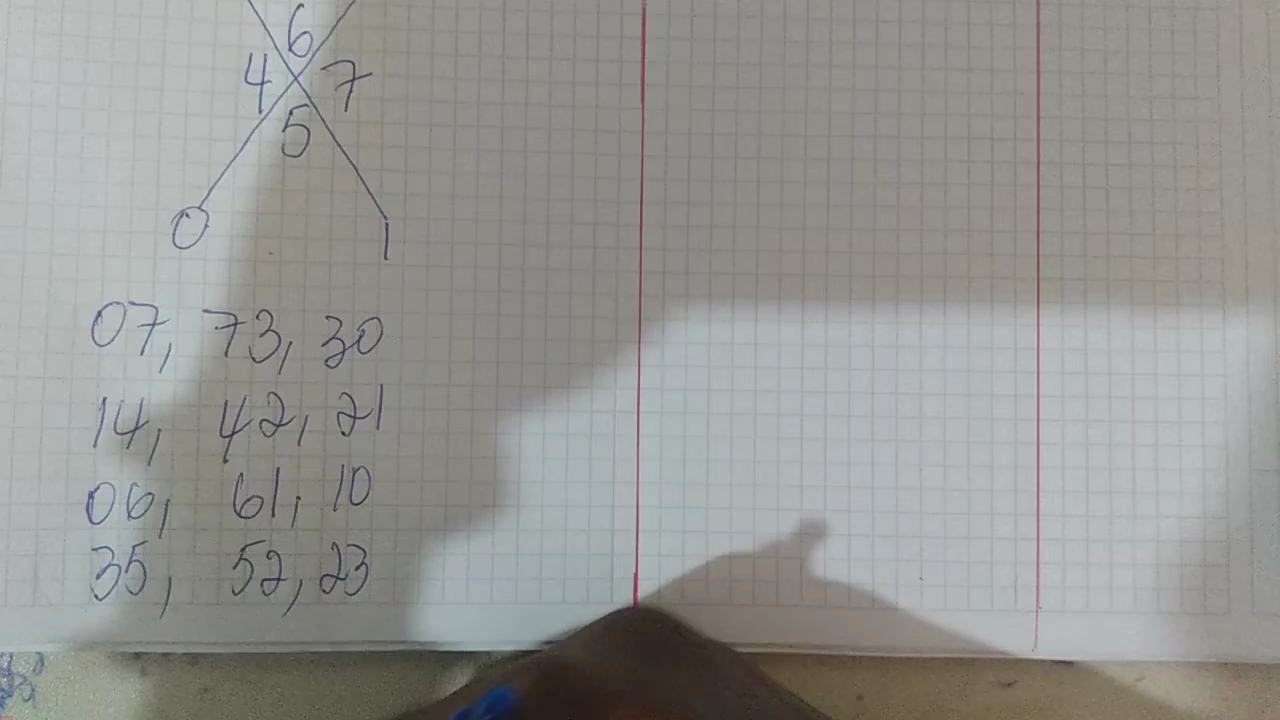 6
4 7
5
0 1
07, 73, 30
14, 42, 21
06, 61, 10
35, 52, 23